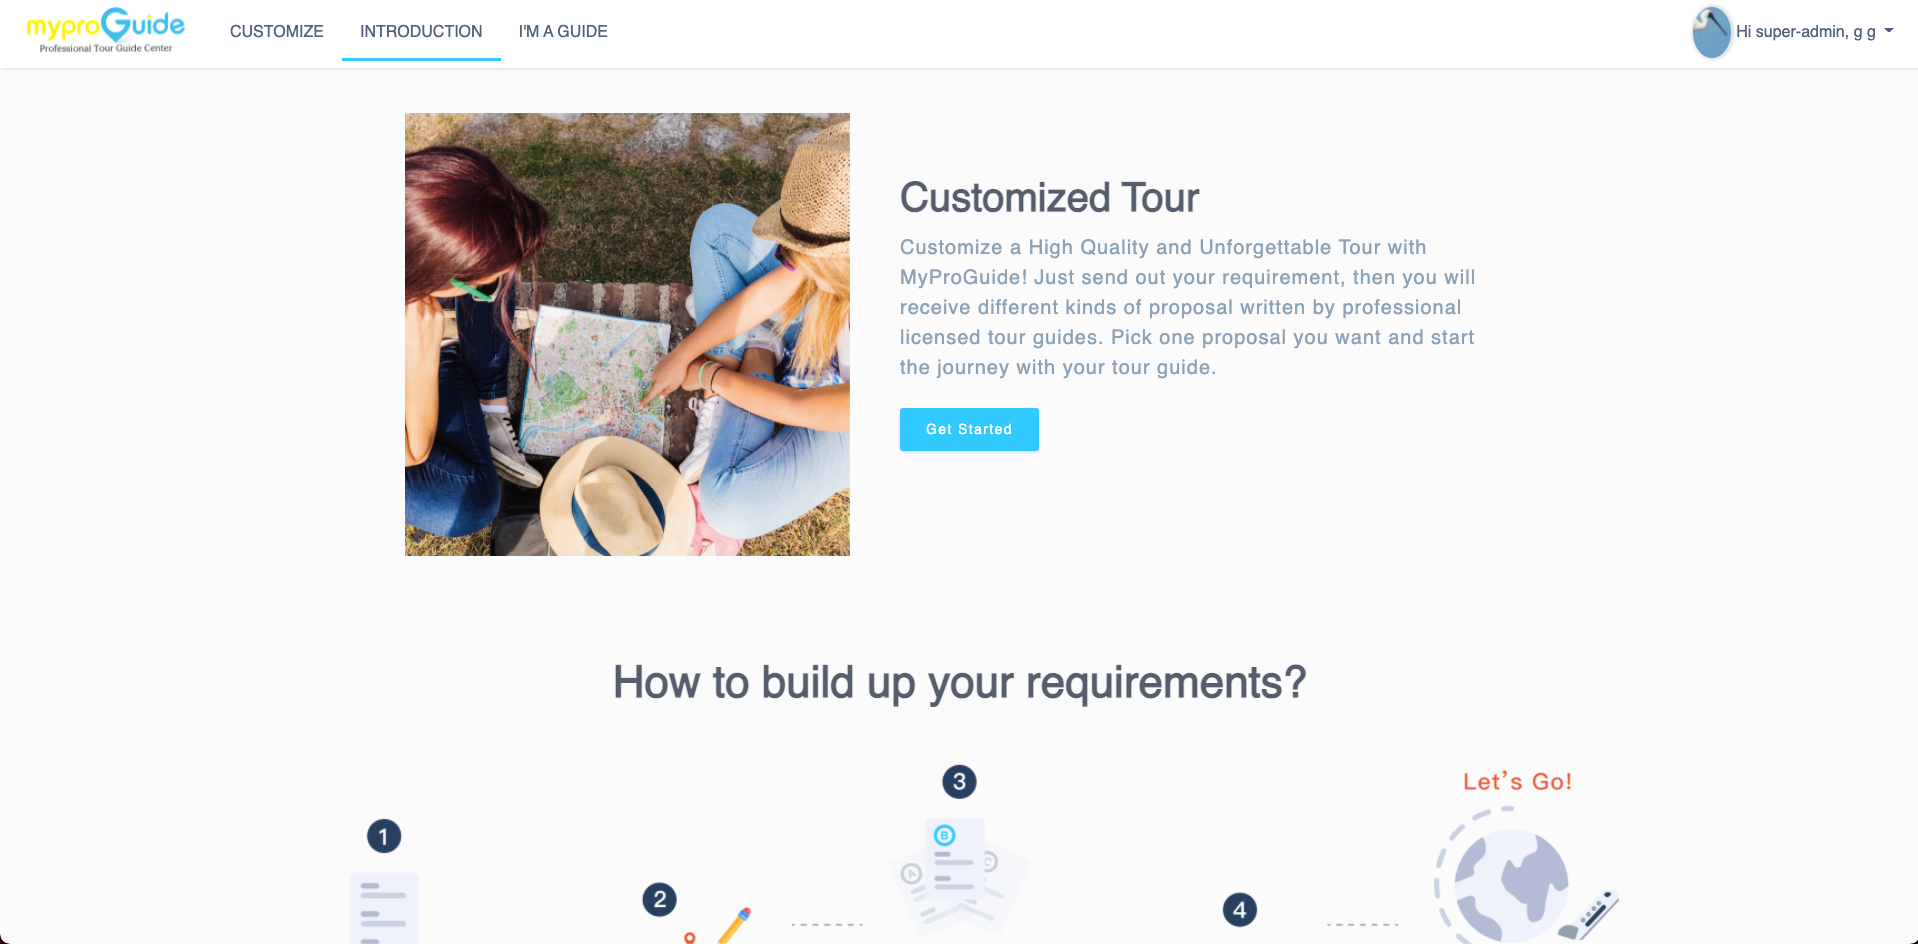 myproGuide
Professional Tour Guide Center
CUSTOMIZE
INTRODUCTION
I'M A GUIDE
Hi super-admin, g g
Customized Tour
Customize a High Quality and Unforgettable Tour with
MyProGuide! Just send out your requirement, then you will
receive different kinds of proposal written by professional
licensed tour guides. Pick one proposal you want and start
the journey with your tour guide.
Get Started
How to build up your requirements?
1
2
3
A
B
C
4
Let's Go!